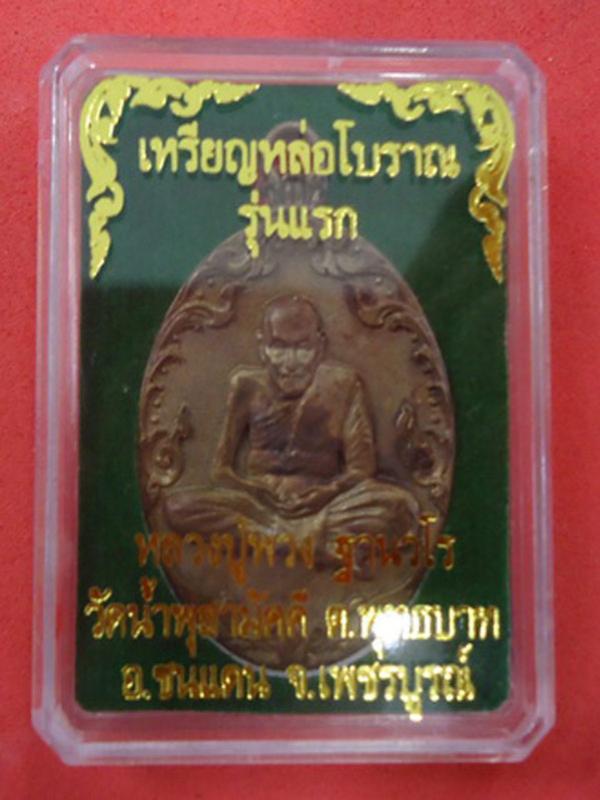 เหรียญหล่อโบราณ
รุ่นแรก
หลวงปู่พวง ฐานวโร
วัดน้ำพุสามัคคี ต.พุทธบาท
อ.ชนแดน จ.เพชรบูรณ์